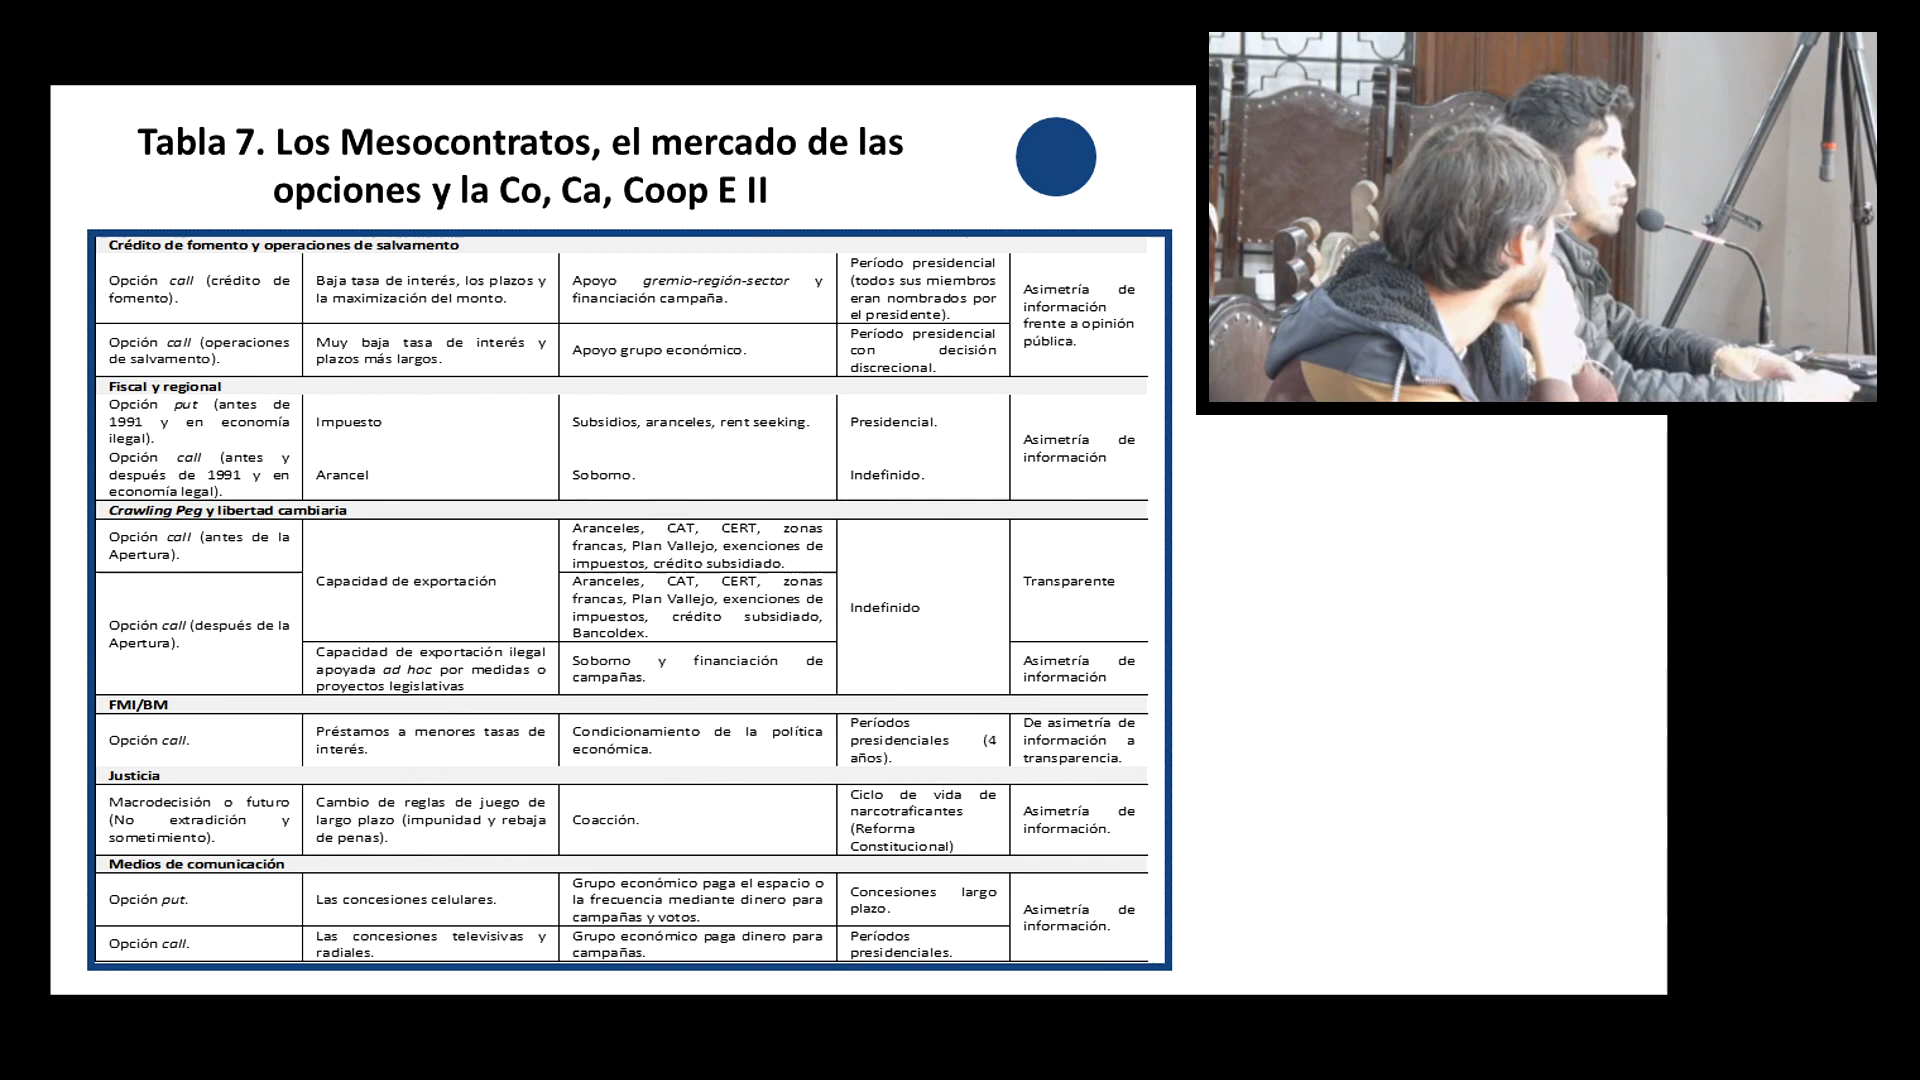 Tabla 7. Los Mesocontratos, el mercado de las
opciones y la Co, Ca, Coop E II
Crédito de fomento y operaciones de salvamento
Opción call (crédito de
fomento).
Baja tasa de interés, los plazos y
la maximización del monto.
Apoyo gremio-región-sector y
financiación campaña.
Período presidencial
(todos sus miembros
eran nombrados por
el presidente).
Asimetría de
información
frente a opinión
pública.
Opción call (operaciones
de salvamento).
Muy baja tasa de interés y
plazos más largos.
Apoyo grupo económico.
Período presidencial
con decisión
discrecional.
Fiscal y regional
Opción put (antes de
1991 y en economía
ilegal).
Impuesto
Subsidios, aranceles, rent seeking.
Presidencial.
Asimetría de
información
Opción call (antes y
después de 1991 y en
economía legal).
Arancel
Soborno.
Indefinido.
Crawling Peg y libertad cambiaria
Opción call (antes de la
Apertura).
Capacidad de exportación
Aranceles, CAT, CERT, zonas
francas, Plan Vallejo, exenciones de
impuestos, crédito subsidiado.
Indefinido
Transparente
Opción call (después de la
Apertura).
Aranceles, CAT, CERT, zonas
francas, Plan Vallejo, exenciones de
impuestos, crédito subsidiado,
Bancoldex.
Capacidad de exportación ilegal
apoyada ad hoc por medidas o
proyectos legislativas
Soborno y financiación de
campañas.
Asimetría de
información
FMI/BM
Opción call.
Préstamos a menores tasas de
interés.
Condicionamiento de la política
económica.
Períodos
presidenciales (4
años).
De asimetría de
información a
transparencia.
Justicia
Macrodecisión o futuro
(No extradición y
sometimiento).
Cambio de reglas de juego de
largo plazo (impunidad y rebaja
de penas).
Coacción.
Ciclo de vida de
narcotraficantes
(Reforma
Constitucional)
Asimetría de
información.
Medios de comunicación
Opción put.
Las concesiones celulares.
Grupo económico paga el espacio o
la frecuencia mediante dinero para
campañas y votos.
Concesiones largo
plazo.
Asimetría de
información.
Opción call.
Las concesiones televisivas y
radiales.
Grupo económico paga dinero para
campañas.
Períodos
presidenciales.